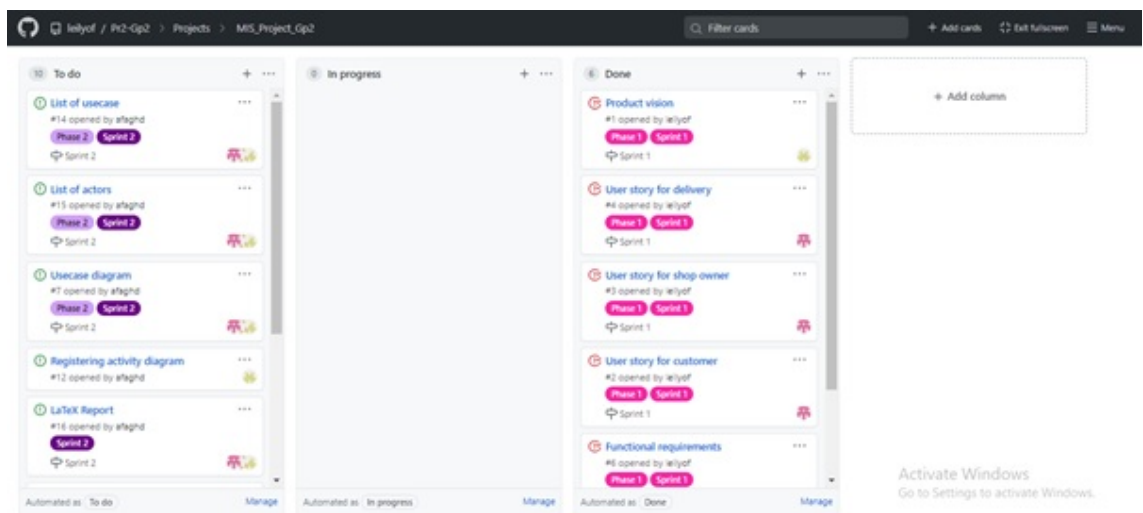 leilyof / Prt2-Gp2 > Projects > MIS_Project_Gp2
Filter cards
+ Add cards
Exit fullscreen
Menu
10 To do
List of usecase
#14 opened by afaghd
Phase 2 Sprint 2
Sprint 2
List of actors
#15 opened by afaghd
Phase 2 Sprint 2
Sprint 2
Usecase diagram
#7 opened by afaghd
Phase 2 Sprint 2
Sprint 2
Registering activity diagram
#12 opened by afaghd
LaTeX Report
#16 opened by afaghd
Sprint 2
Sprint 2
Automated as To do
Manage
0 In progress
Automated as In progress
Manage
6 Done
Product vision
#1 opened by leilyof
Phase 1 Sprint 1
Sprint 1
User story for delivery
#4 opened by leilyof
Phase 1 Sprint 1
Sprint 1
User story for shop owner
#3 opened by leilyof
Phase 1 Sprint 1
Sprint 1
User story for customer
#2 opened by leilyof
Phase 1 Sprint 1
Sprint 1
Functional requirements
#6 opened by leilyof
Phase 1 Sprint 1
Automated as Done
Manage
+ Add column
Activate Windows
Go to Settings to activate Windows.